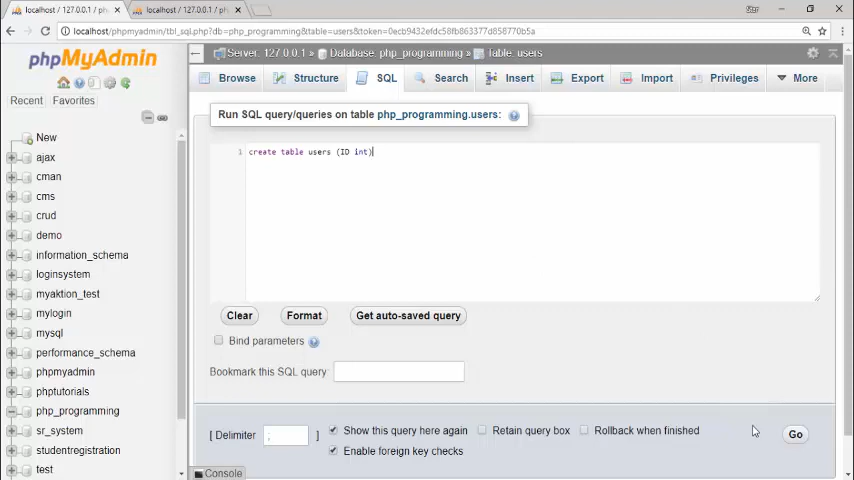 localhost / 127.0.0.1 / p
localhost / 127.0.0.1 / ph
localhost/phpmyadmin/tbl_sql.php?db=php_programming&table=users&token=0ecb94312efdc58fb863377d858770b5a
phpMyAdmin
Recent Favorites
New
ajax
cman
cms
crud
demo
information_schema
loginsystem
myaktion_test
mylogin
mysql
performance_schema
phpmyadmin
phptutorials
php_programming
sr_system
studentregistration
test
Server: 127.0.0.1 » Database: php_programming » Table: users
Browse Structure SQL Search Insert Export Import Privileges More
Run SQL query/queries on table php_programming.users:
1 create table users (ID int)
Clear Format Get auto-saved query
Bind parameters
Bookmark this SQL query:
[ Delimiter ; ] Show this query here again Retain query box Rollback when finished Go
Enable foreign key checks
Console